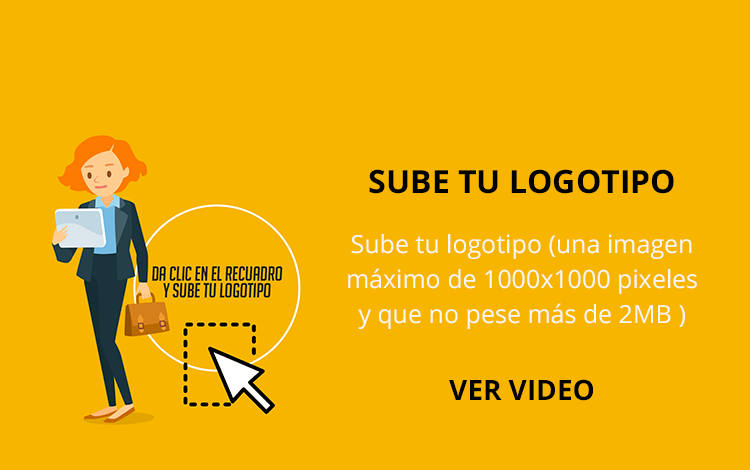 DA CLIC EN EL RECUADRO
Y SUBE TU LOGOTIPO
SUBE TU LOGOTIPO
Sube tu logotipo (una imagen
máximo de 1000x1000 pixeles
y que no pese más de 2MB )
VER VIDEO